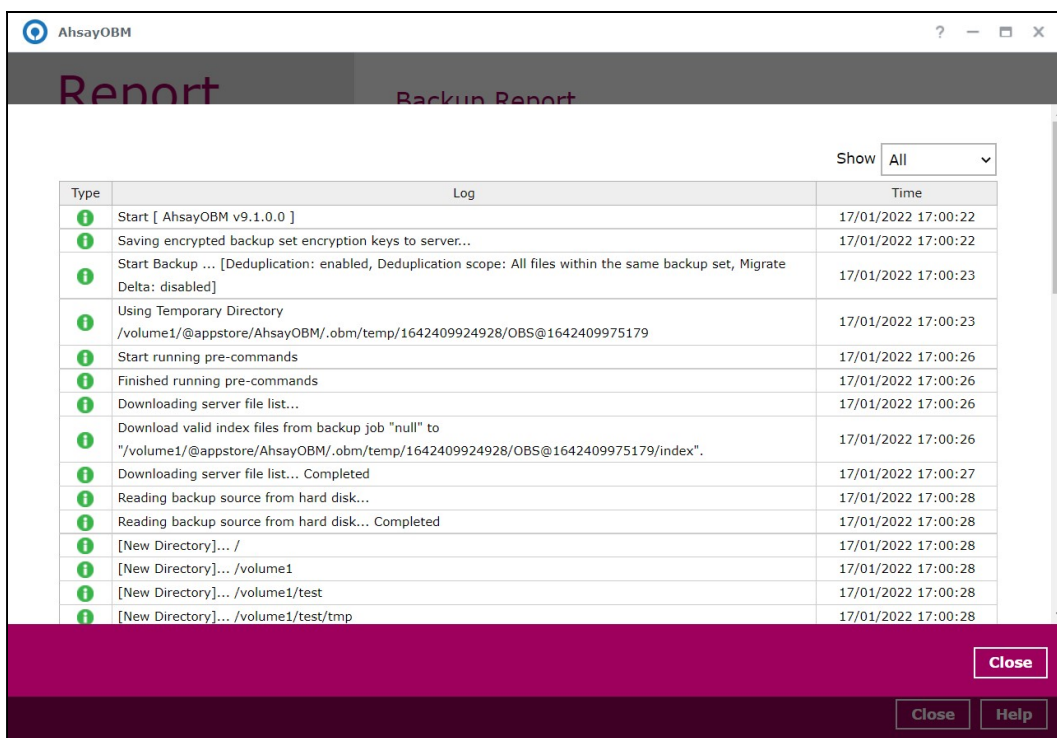 AhsayOBM
Report
Backup Report
Show All
Type Log Time
Start [ AhsayOBM v9.1.0.0 ] 17/01/2022 17:00:22
Saving encrypted backup set encryption keys to server... 17/01/2022 17:00:22
Start Backup ... [Deduplication: enabled, Deduplication scope: All files within the same backup set, Migrate
Delta: disabled] 17/01/2022 17:00:23
Using Temporary Directory
/volume1/@appstore/AhsayOBM/.obm/temp/1642409924928/OBS@1642409975179 17/01/2022 17:00:23
Start running pre-commands 17/01/2022 17:00:26
Finished running pre-commands 17/01/2022 17:00:26
Downloading server file list... 17/01/2022 17:00:26
Download valid index files from backup job "null" to
"/volume1/@appstore/AhsayOBM/.obm/temp/1642409924928/OBS@1642409975179/index". 17/01/2022 17:00:26
Downloading server file list... Completed 17/01/2022 17:00:27
Reading backup source from hard disk... 17/01/2022 17:00:28
Reading backup source from hard disk... Completed 17/01/2022 17:00:28
[New Directory]... / 17/01/2022 17:00:28
[New Directory]... /volume1 17/01/2022 17:00:28
[New Directory]... /volume1/test 17/01/2022 17:00:28
[New Directory]... /volume1/test/tmp 17/01/2022 17:00:28
Close
Close Help